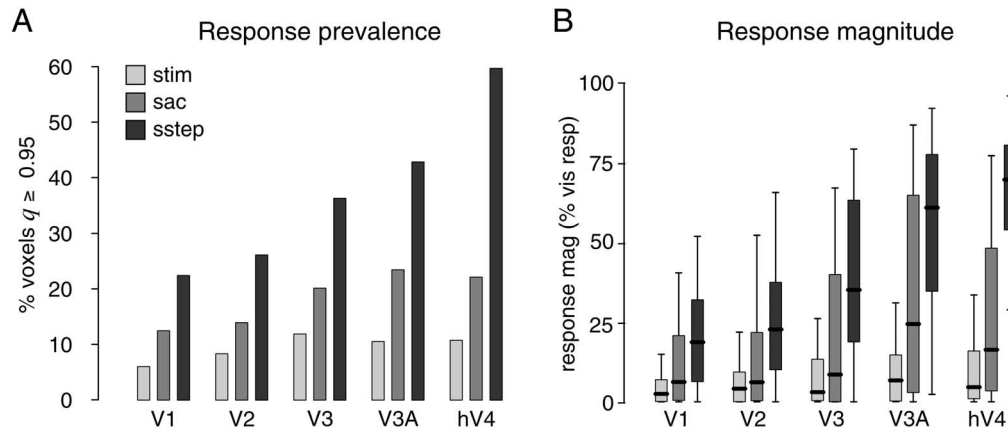 A
Response prevalence
% voxels q ≥ 0.95
60
50
40
30
20
10
0
stim
sac
sstep
V1 V2 V3 V3A hV4
B
Response magnitude
response mag (% vis resp)
100
75
50
25
0
V1 V2 V3 V3A hV4